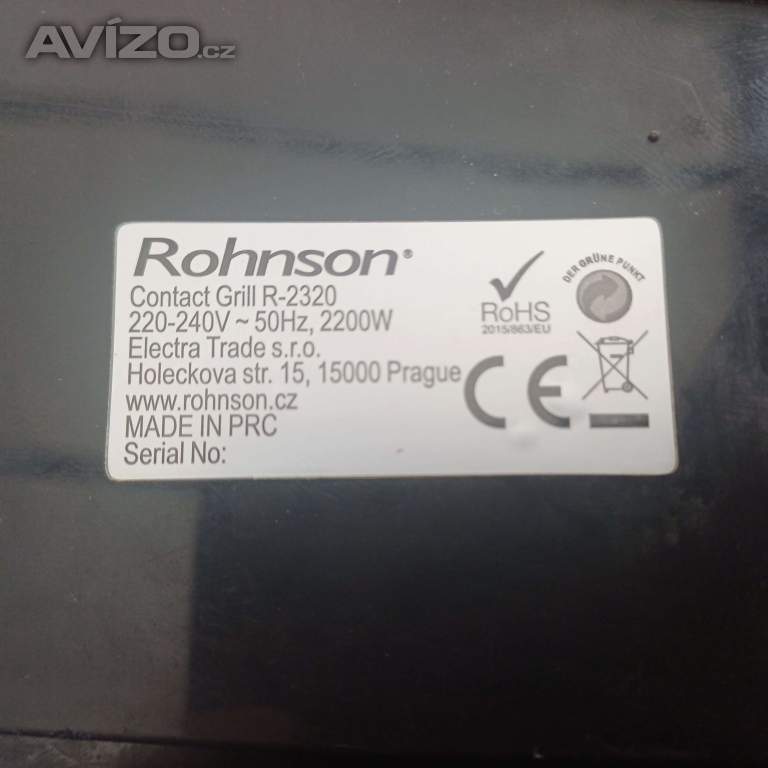 AVÍZO.cz
Rohnson®
Contact Grill R-2320
220-240V ~ 50Hz, 2200W
Electra Trade s.r.o.
Holeckova str. 15, 15000 Prague
www.rohnson.cz
MADE IN PRC
Serial No:
RoHS
2015/863/EU
DER GRÜNE PUNKT
CE